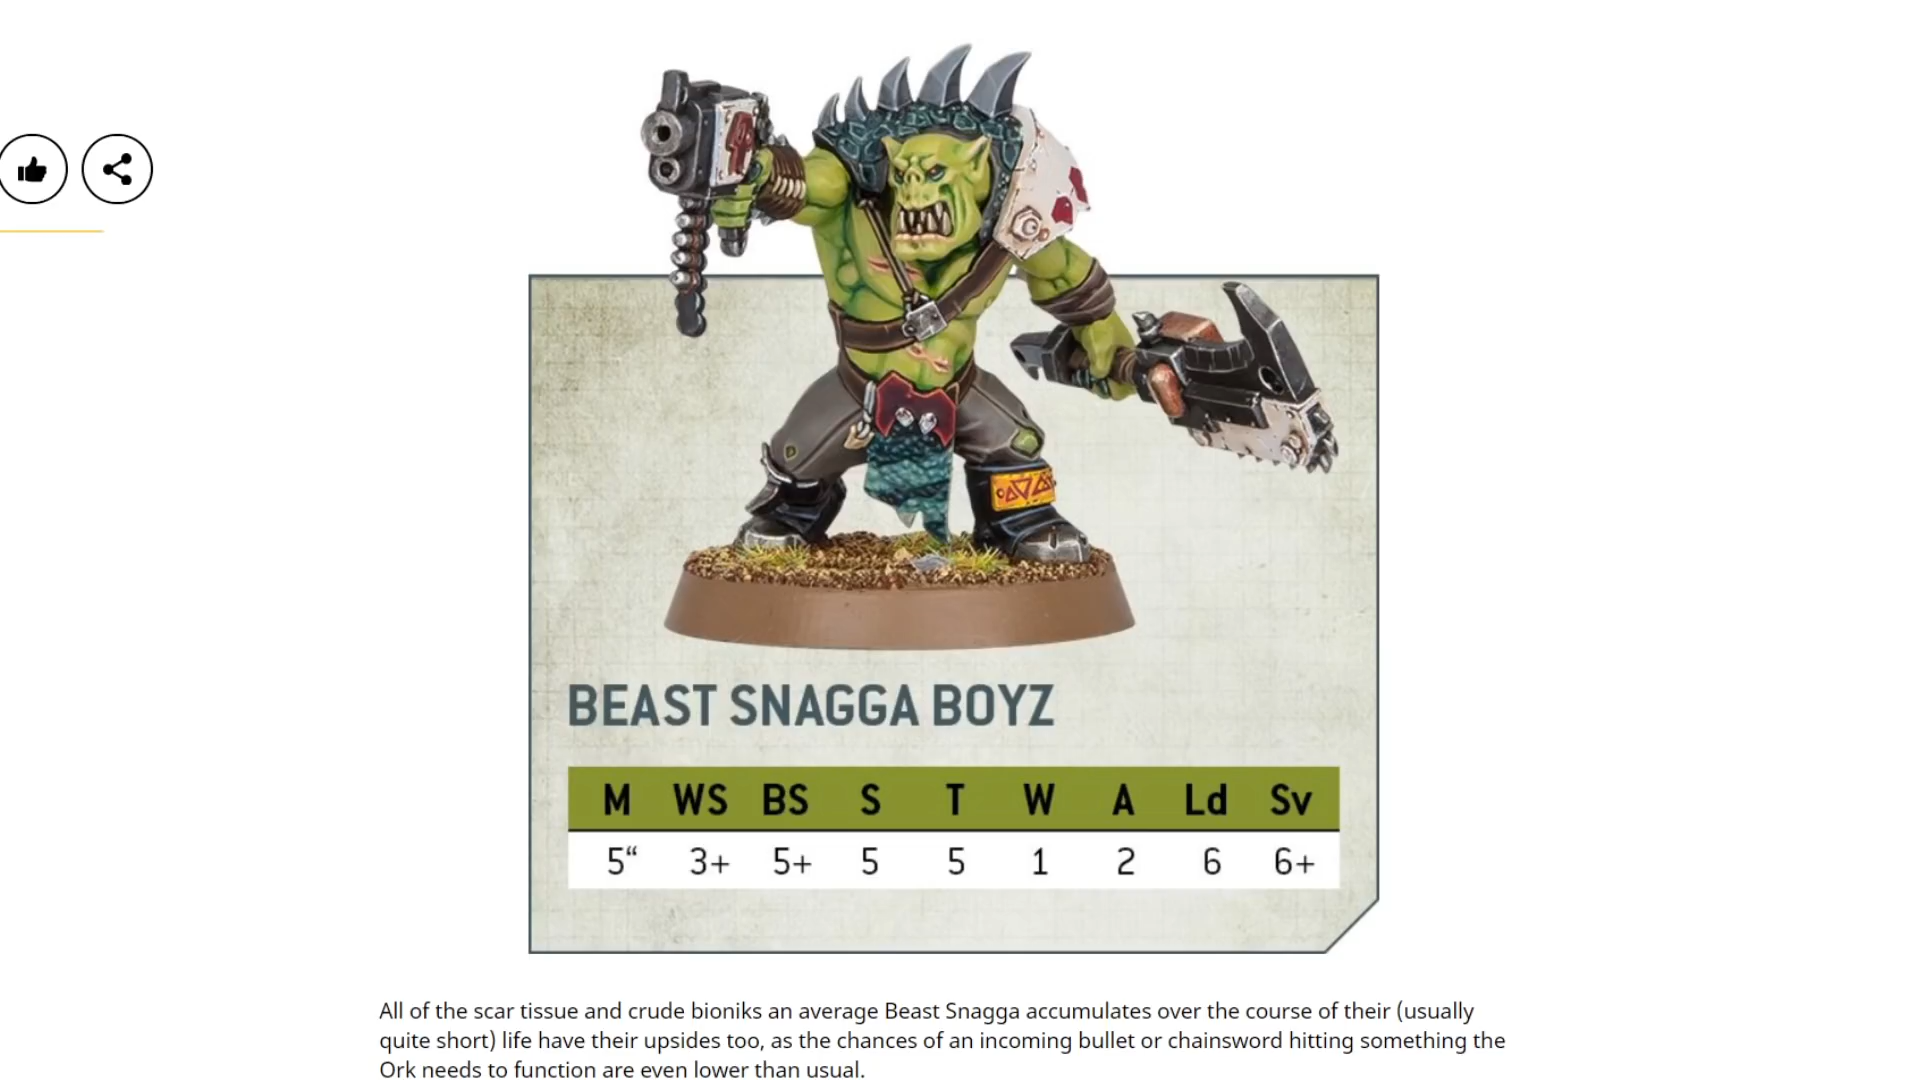 BEAST SNAGGA BOYZ
M WS BS S T W A Ld Sv
5“ 3+ 5+ 5 5 1 2 6 6+
All of the scar tissue and crude bioniks an average Beast Snagga accumulates over the course of their (usually
quite short) life have their upsides too, as the chances of an incoming bullet or chainsword hitting something the
Ork needs to function are even lower than usual.